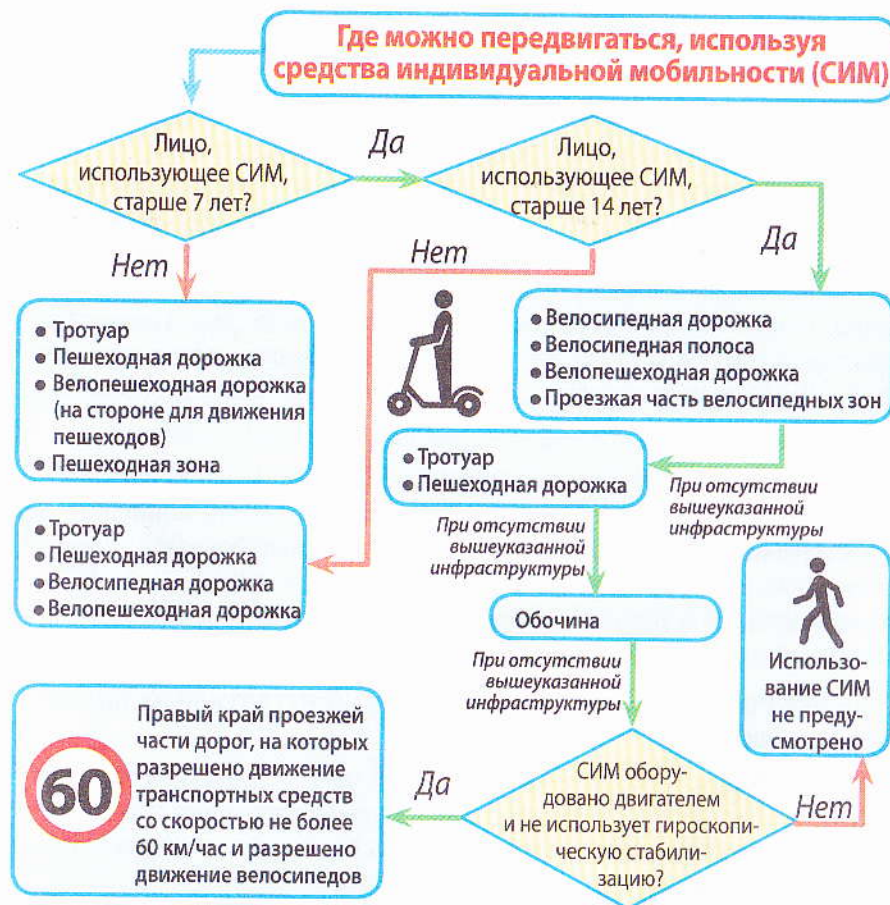 Где можно передвигаться, используя
средства индивидуальной мобильности (СИМ)
Лицо,
использующее СИМ,
старше 7 лет?
Да
Лицо,
использующее СИМ,
старше 14 лет?
Да
Нет
Нет
• Тротуар
• Пешеходная дорожка
• Велопешеходная дорожка
(на стороне для движения
пешеходов)
• Пешеходная зона
• Велосипедная дорожка
• Велосипедная полоса
• Велопешеходная дорожка
• Проезжая часть велосипедных зон
• Тротуар
• Пешеходная дорожка
При отсутствии
вышеуказанной
инфраструктуры
• Тротуар
• Пешеходная дорожка
• Велосипедная дорожка
• Велопешеходная дорожка
При отсутствии
вышеуказанной
инфраструктуры
Обочина
При отсутствии
вышеуказанной
инфраструктуры
Использо-
вание СИМ
не преду-
смотрено
60
Правый край проезжей
части дорог, на которых
разрешено движение
транспортных средств
со скоростью не более
60 км/час и разрешено
движение велосипедов
Да
СИМ обору-
довано двигателем
и не использует гироскопи-
ческую стабили-
зацию?
Нет